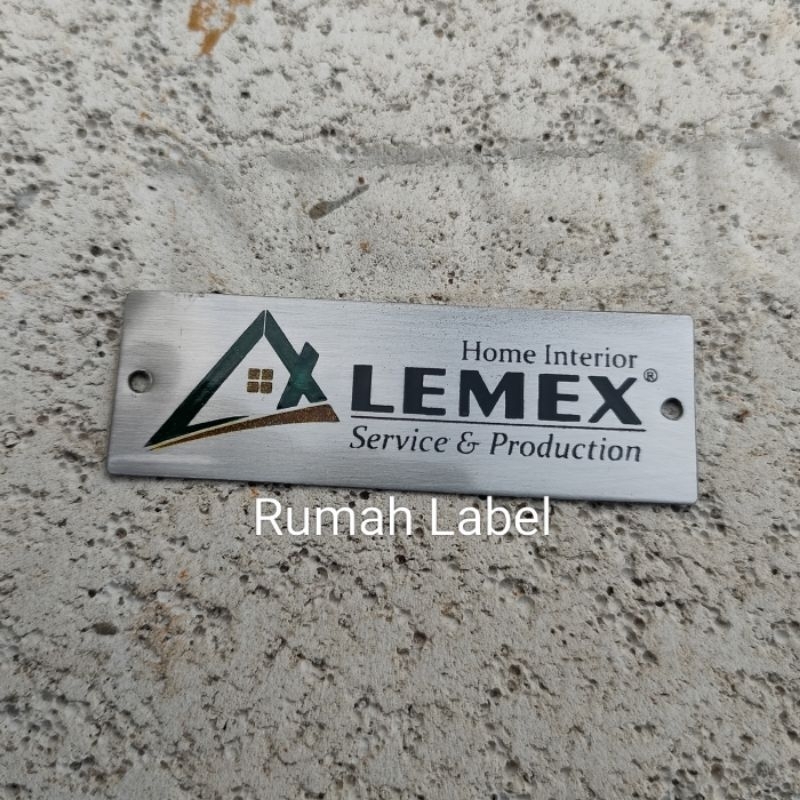 Home Interior
LEMEX®
Service & Production
Rumah Label